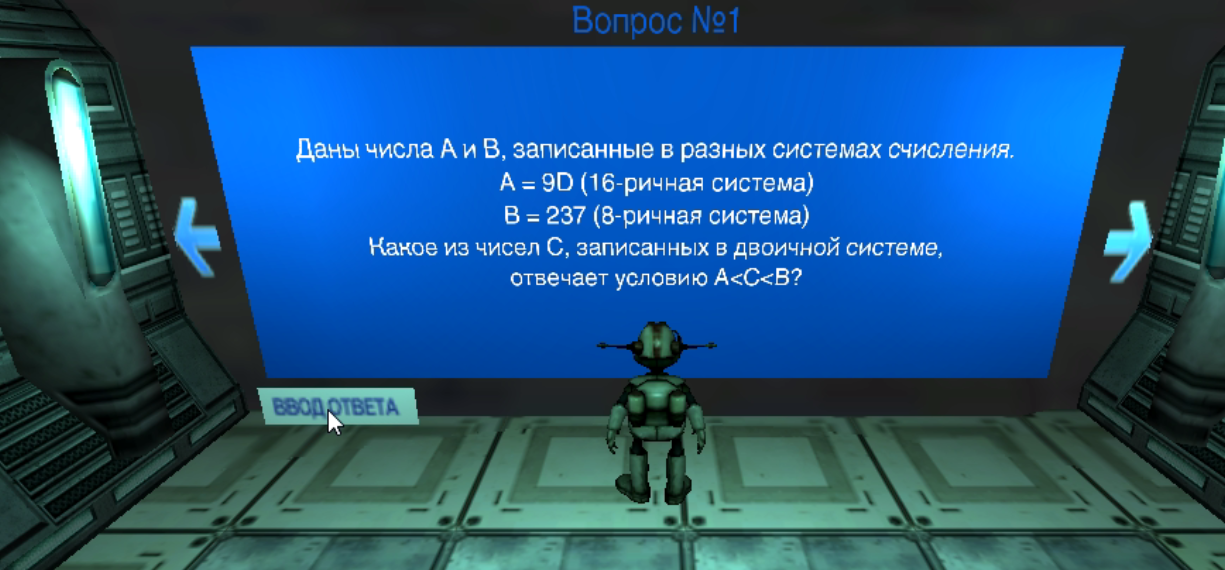 Вопрос №1
Даны числа A и B, записанные в разных системах счисления.
A = 9D (16-ричная система)
B = 237 (8-ричная система)
Какое из чисел C, записанных в двоичной системе,
отвечает условию A<C<B?
ВВОД ОТВЕТА